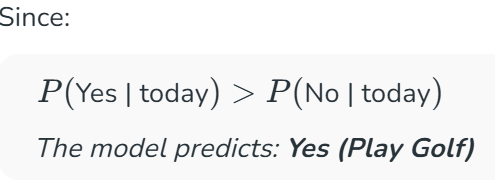 Since:
P(Yes | today) > P(No | today)
The model predicts: Yes (Play Golf)